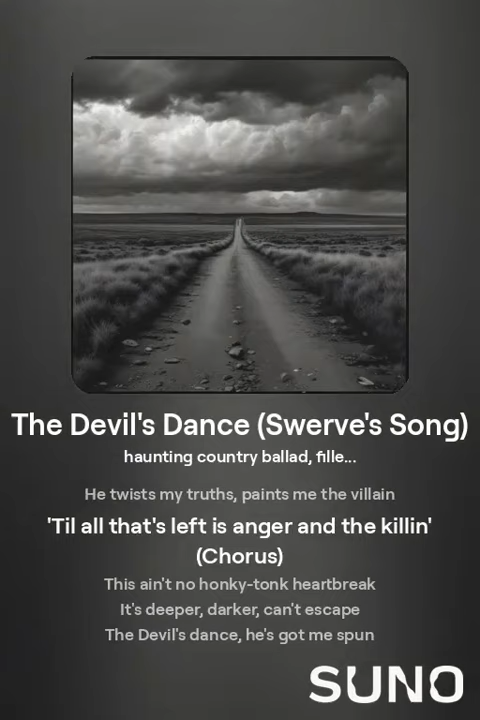 The Devil's Dance (Swerve's Song)
haunting country ballad, fille...
He twists my truths, paints me the villain
'Til all that's left is anger and the killin'
(Chorus)
This ain't no honky-tonk heartbreak
It's deeper, darker, can't escape
The Devil's dance, he's got me spun
SUNO